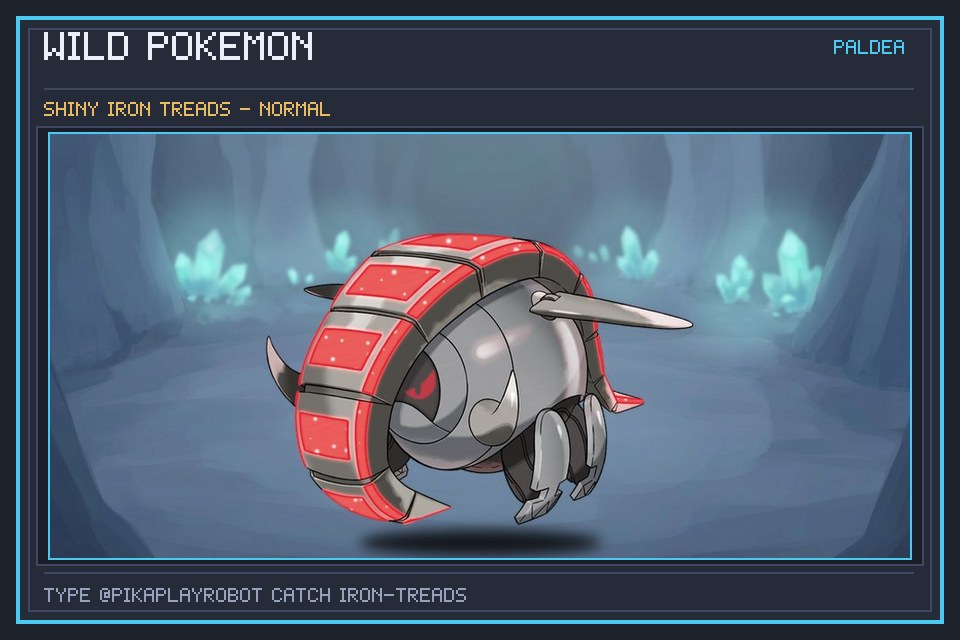 WILD POKEMON
PALDEA
SHINY IRON TREADS - NORMAL
TYPE @PIKAPLAYROBOT CATCH IRON-TREADS